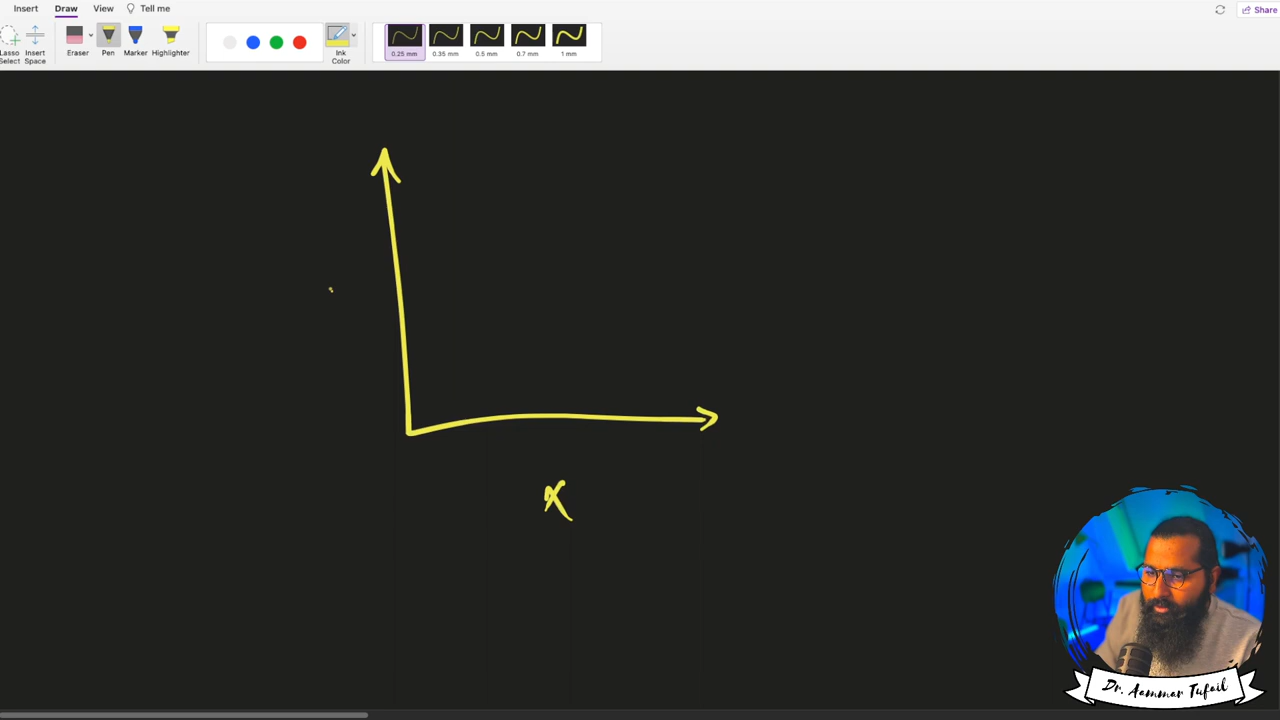 Insert Draw View Tell me Share
Lasso Select
Insert Space
Eraser
Pen
Marker
Highlighter
Ink Color
0.25 mm 0.35 mm 0.5 mm 0.7 mm 1 mm
x
Dr. Aammar Tufail